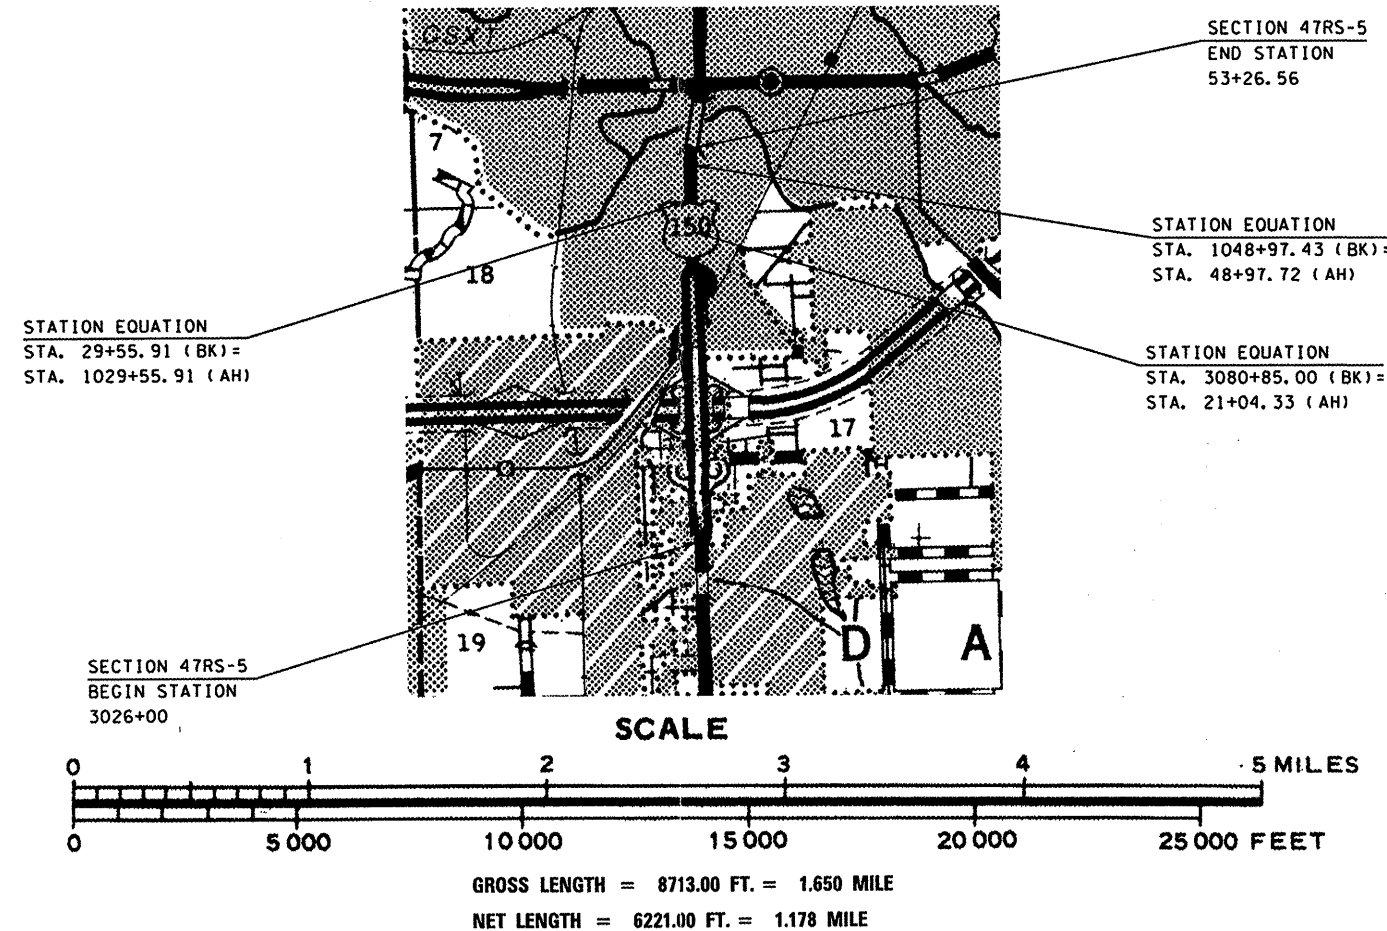 CSXT
SECTION 47RS-5
END STATION
53+26.56
7
150
18
STATION EQUATION
STA. 1048+97.43 (BK)=
STA. 48+97.72 (AH)
STATION EQUATION
STA. 29+55.91 (BK)=
STA. 1029+55.91 (AH)
STATION EQUATION
STA. 3080+85.00 (BK)=
STA. 21+04.33 (AH)
17
19
D
A
SECTION 47RS-5
BEGIN STATION
3026+00
SCALE
0 1 2 3 4 5 MILES
0 5000 10000 15000 20000 25000 FEET
GROSS LENGTH = 8713.00 FT. = 1.650 MILE
NET LENGTH = 6221.00 FT. = 1.178 MILE